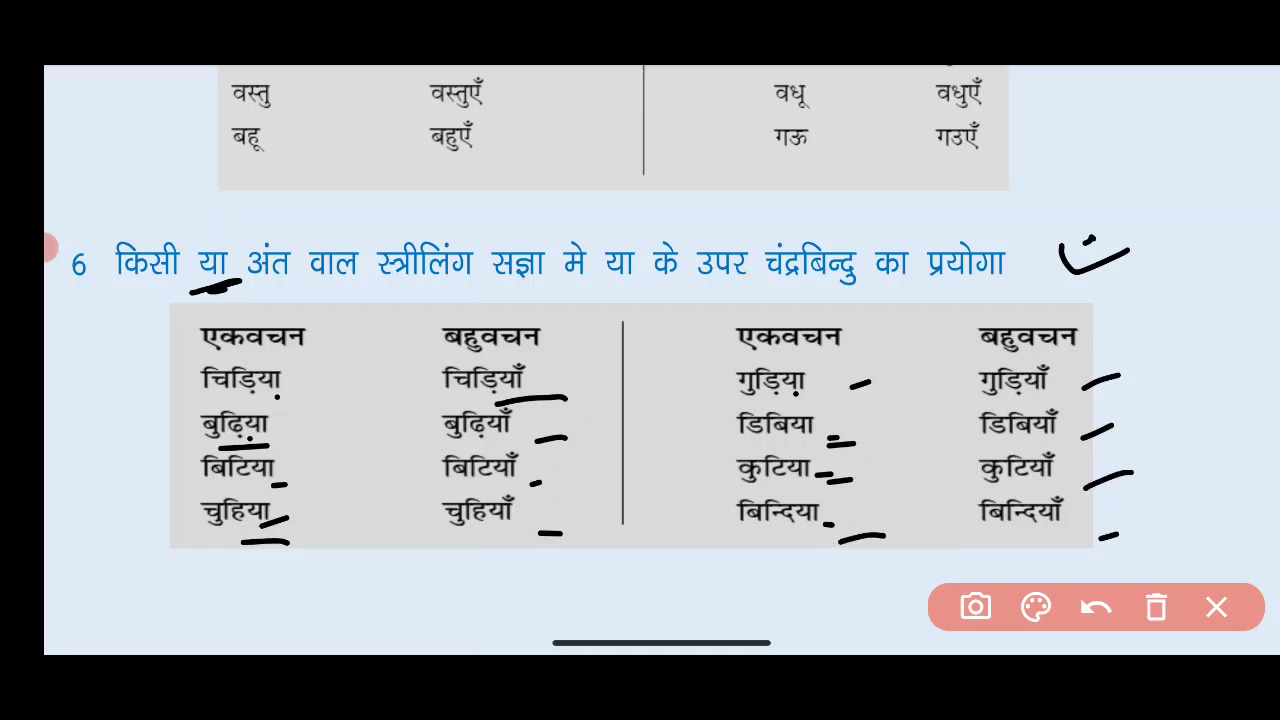 वस्तु वस्तुएँ वधू वधुएँ
बहू बहुएँ गऊ गउएँ
6 किसी या अंत वाल स्त्रीलिंग सज्ञा मे या के उपर चंद्रबिन्दु का प्रयोगा
एकवचन बहुवचन एकवचन बहुवचन
चिड़िया चिड़ियाँ गुड़िया गुड़ियाँ
बुढ़िया बुढ़ियाँ डिबिया डिबियाँ
बिटिया बिटियाँ कुटिया कुटियाँ
चुहिया चुहियाँ बिन्दिया बिन्दियाँ